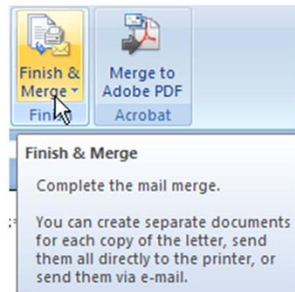 Finish &
Merge
Merge to
Adobe PDF
Acrobat
Finish & Merge
Complete the mail merge.
You can create separate documents
for each copy of the letter, send
them all directly to the printer, or
send them via e-mail.